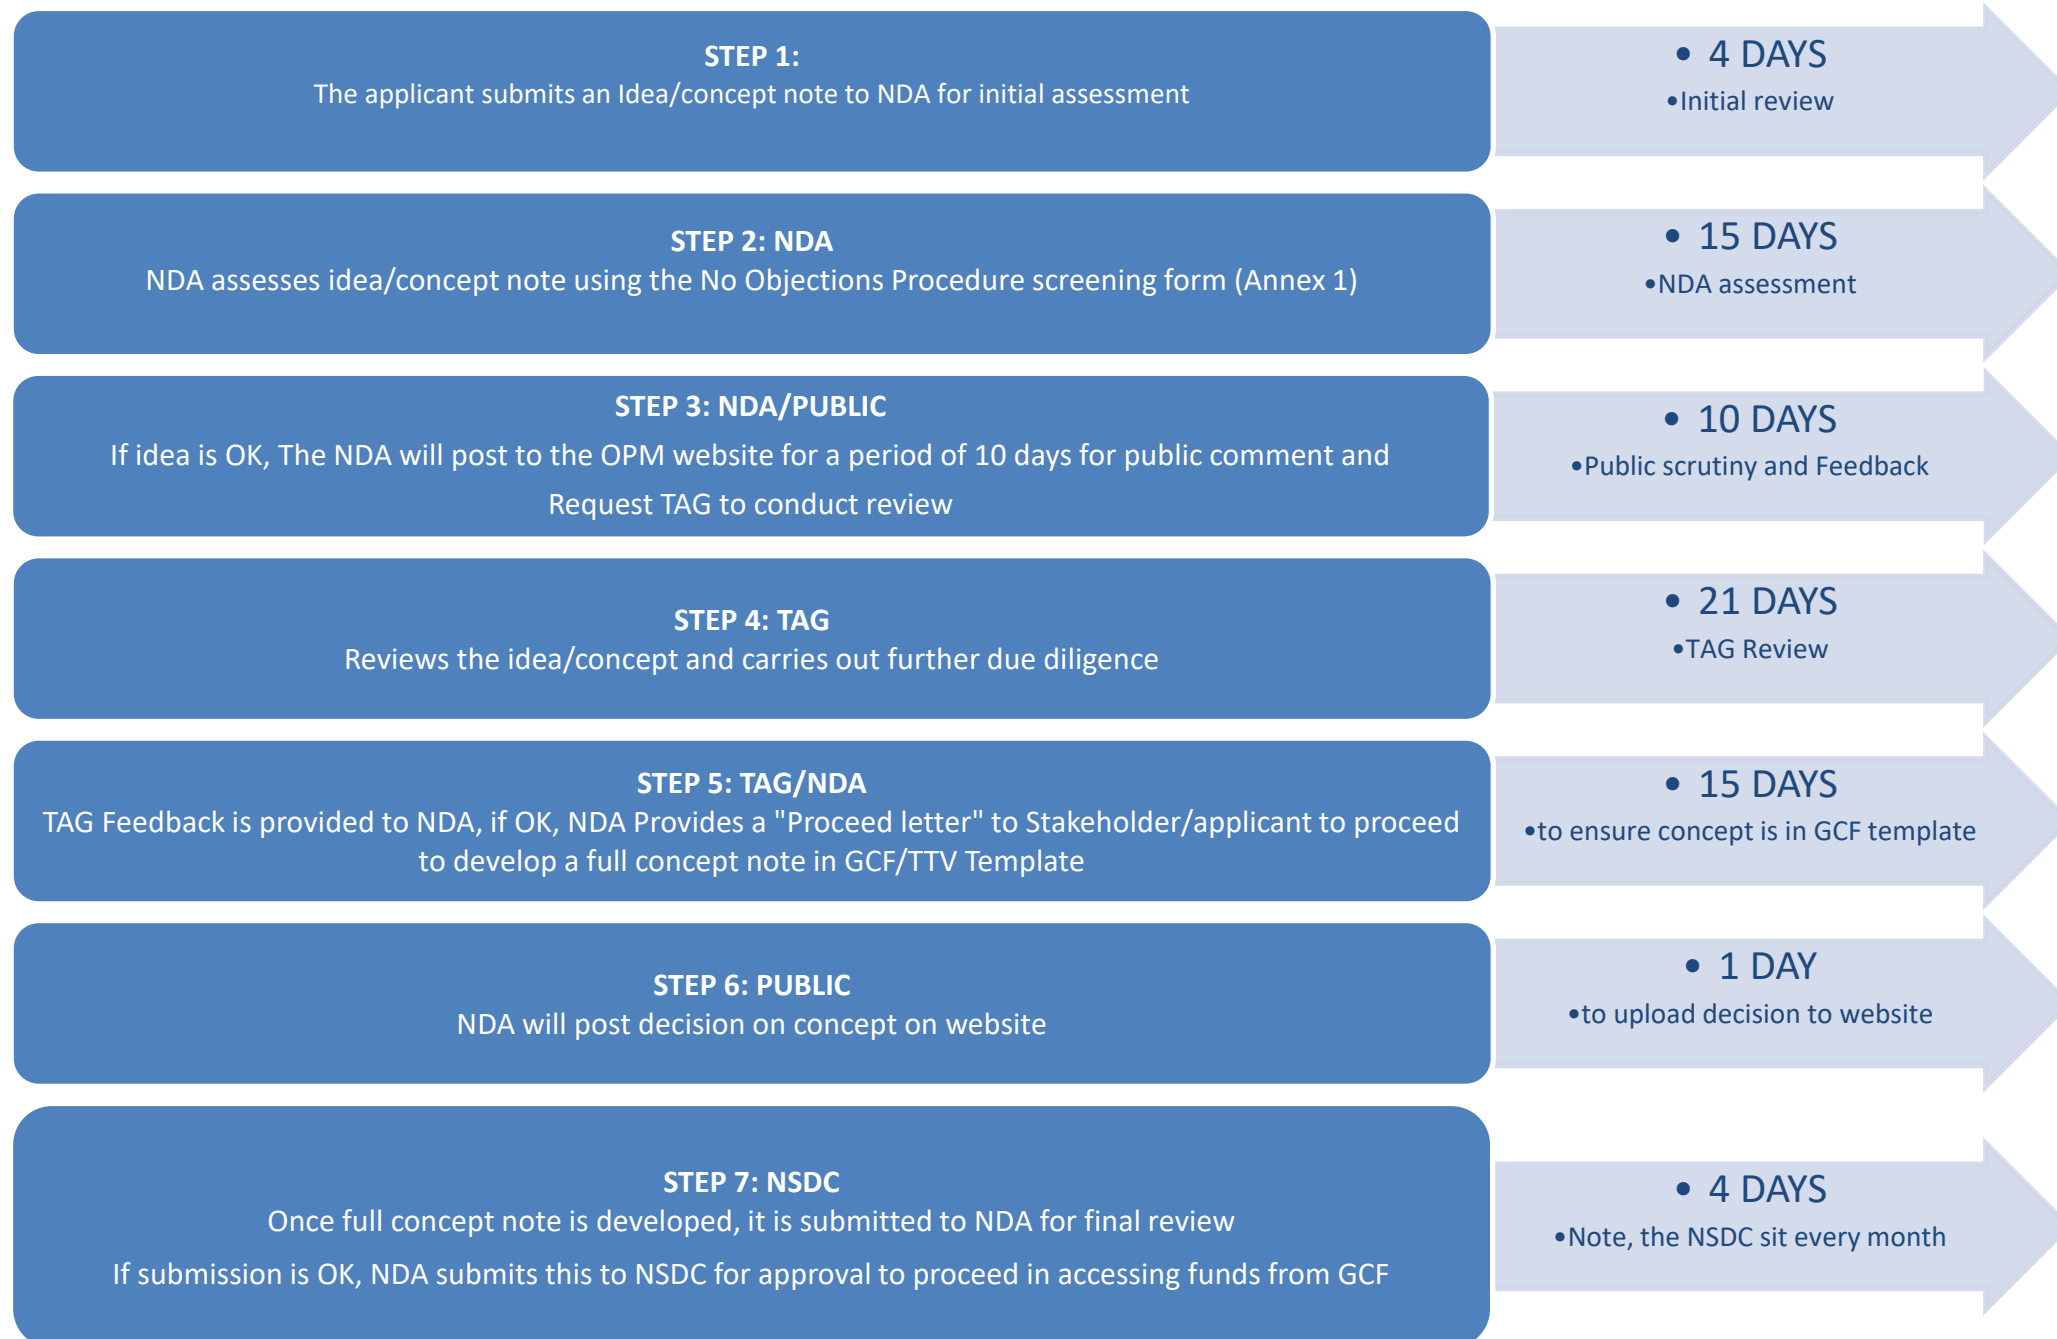 STEP 1:
The applicant submits an Idea/concept note to NDA for initial assessment
• 4 DAYS
•Initial review
STEP 2: NDA
NDA assesses idea/concept note using the No Objections Procedure screening form (Annex 1)
• 15 DAYS
•NDA assessment
STEP 3: NDA/PUBLIC
If idea is OK, The NDA will post to the OPM website for a period of 10 days for public comment and
Request TAG to conduct review
• 10 DAYS
•Public scrutiny and Feedback
STEP 4: TAG
Reviews the idea/concept and carries out further due diligence
• 21 DAYS
•TAG Review
STEP 5: TAG/NDA
TAG Feedback is provided to NDA, if OK, NDA Provides a "Proceed letter" to Stakeholder/applicant to proceed
to develop a full concept note in GCF/TTV Template
• 15 DAYS
•to ensure concept is in GCF template
STEP 6: PUBLIC
NDA will post decision on concept on website
• 1 DAY
•to upload decision to website
STEP 7: NSDC
Once full concept note is developed, it is submitted to NDA for final review
If submission is OK, NDA submits this to NSDC for approval to proceed in accessing funds from GCF
• 4 DAYS
•Note, the NSDC sit every month